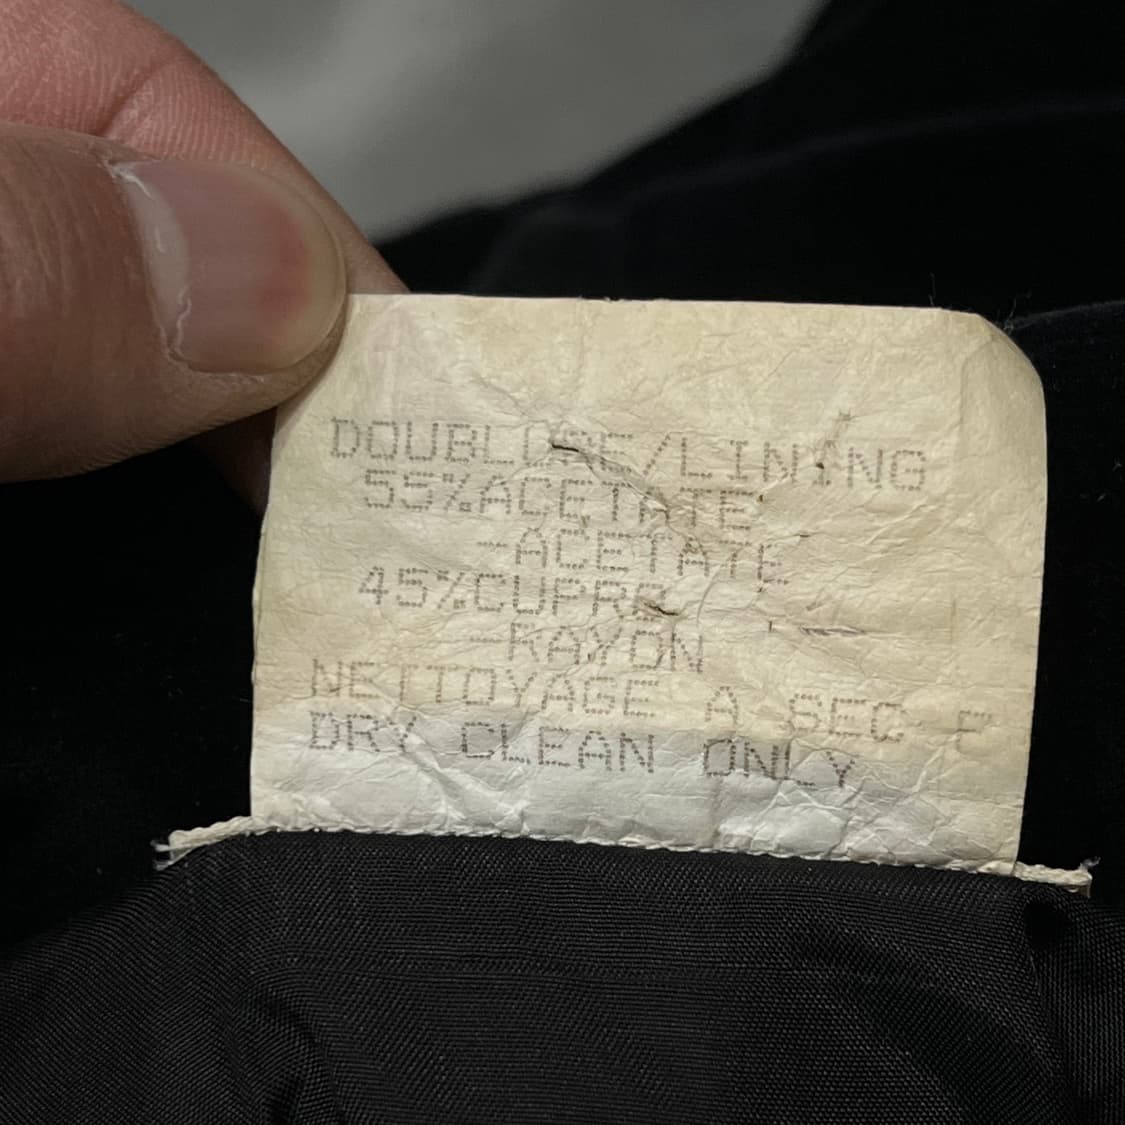 DOUBLURE/LINING
55%ACETATE
-ACETATE
45%CUPRO
-RAYON
NETTOYAGE A SEC F
DRY CLEAN ONLY